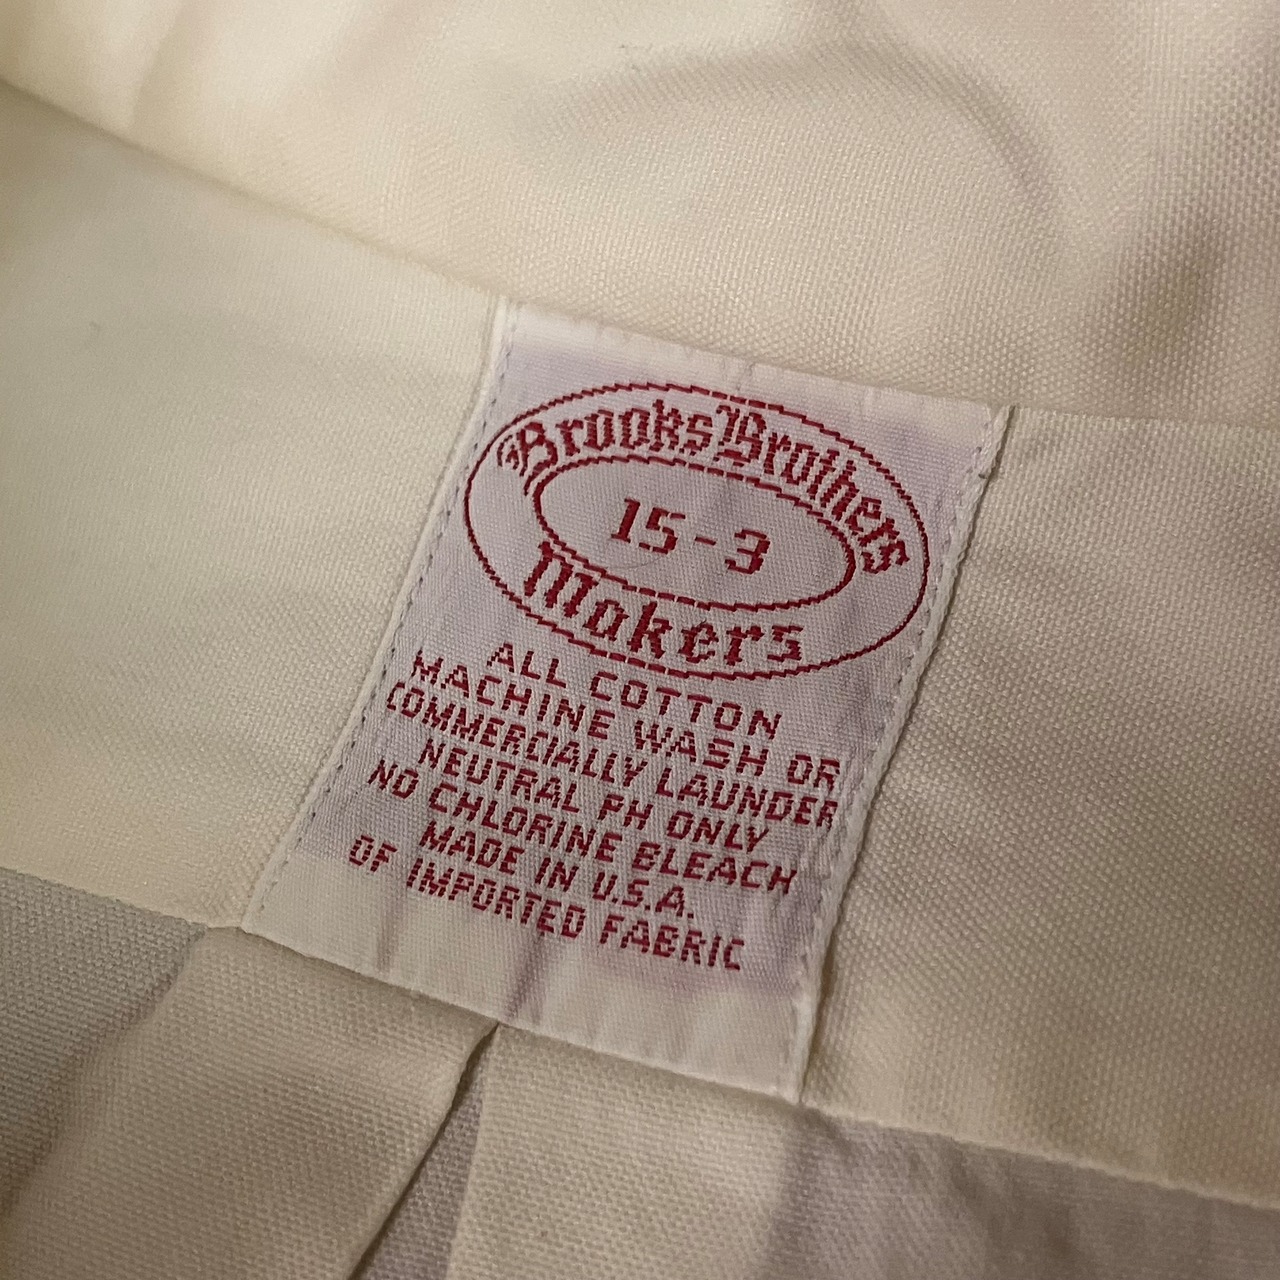 Brooks Brothers
15-3
Makers
ALL COTTON
MACHINE WASH OR
COMMERCIALLY LAUNDER
NEUTRAL PH ONLY
NO CHLORINE BLEACH
MADE IN U.S.A.
OF IMPORTED FABRIC